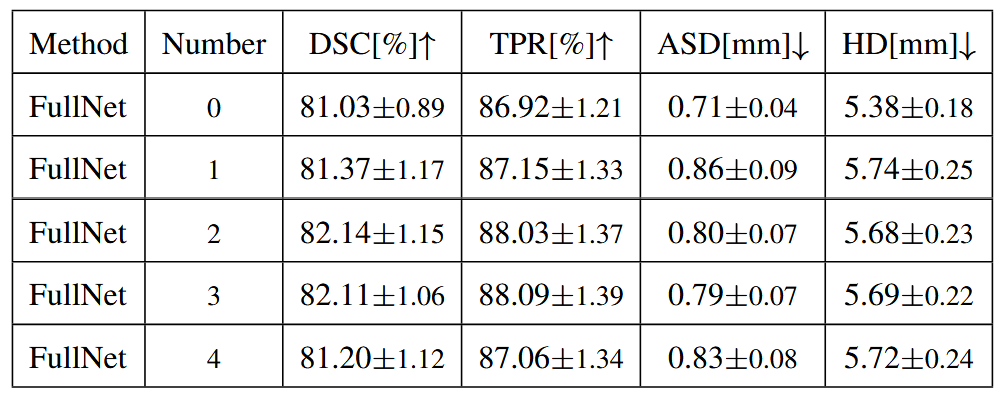 Method Number DSC[%]↑ TPR[%]↑ ASD[mm]↓ HD[mm]↓
FullNet 0 81.03±0.89 86.92±1.21 0.71±0.04 5.38±0.18
FullNet 1 81.37±1.17 87.15±1.33 0.86±0.09 5.74±0.25
FullNet 2 82.14±1.15 88.03±1.37 0.80±0.07 5.68±0.23
FullNet 3 82.11±1.06 88.09±1.39 0.79±0.07 5.69±0.22
FullNet 4 81.20±1.12 87.06±1.34 0.83±0.08 5.72±0.24